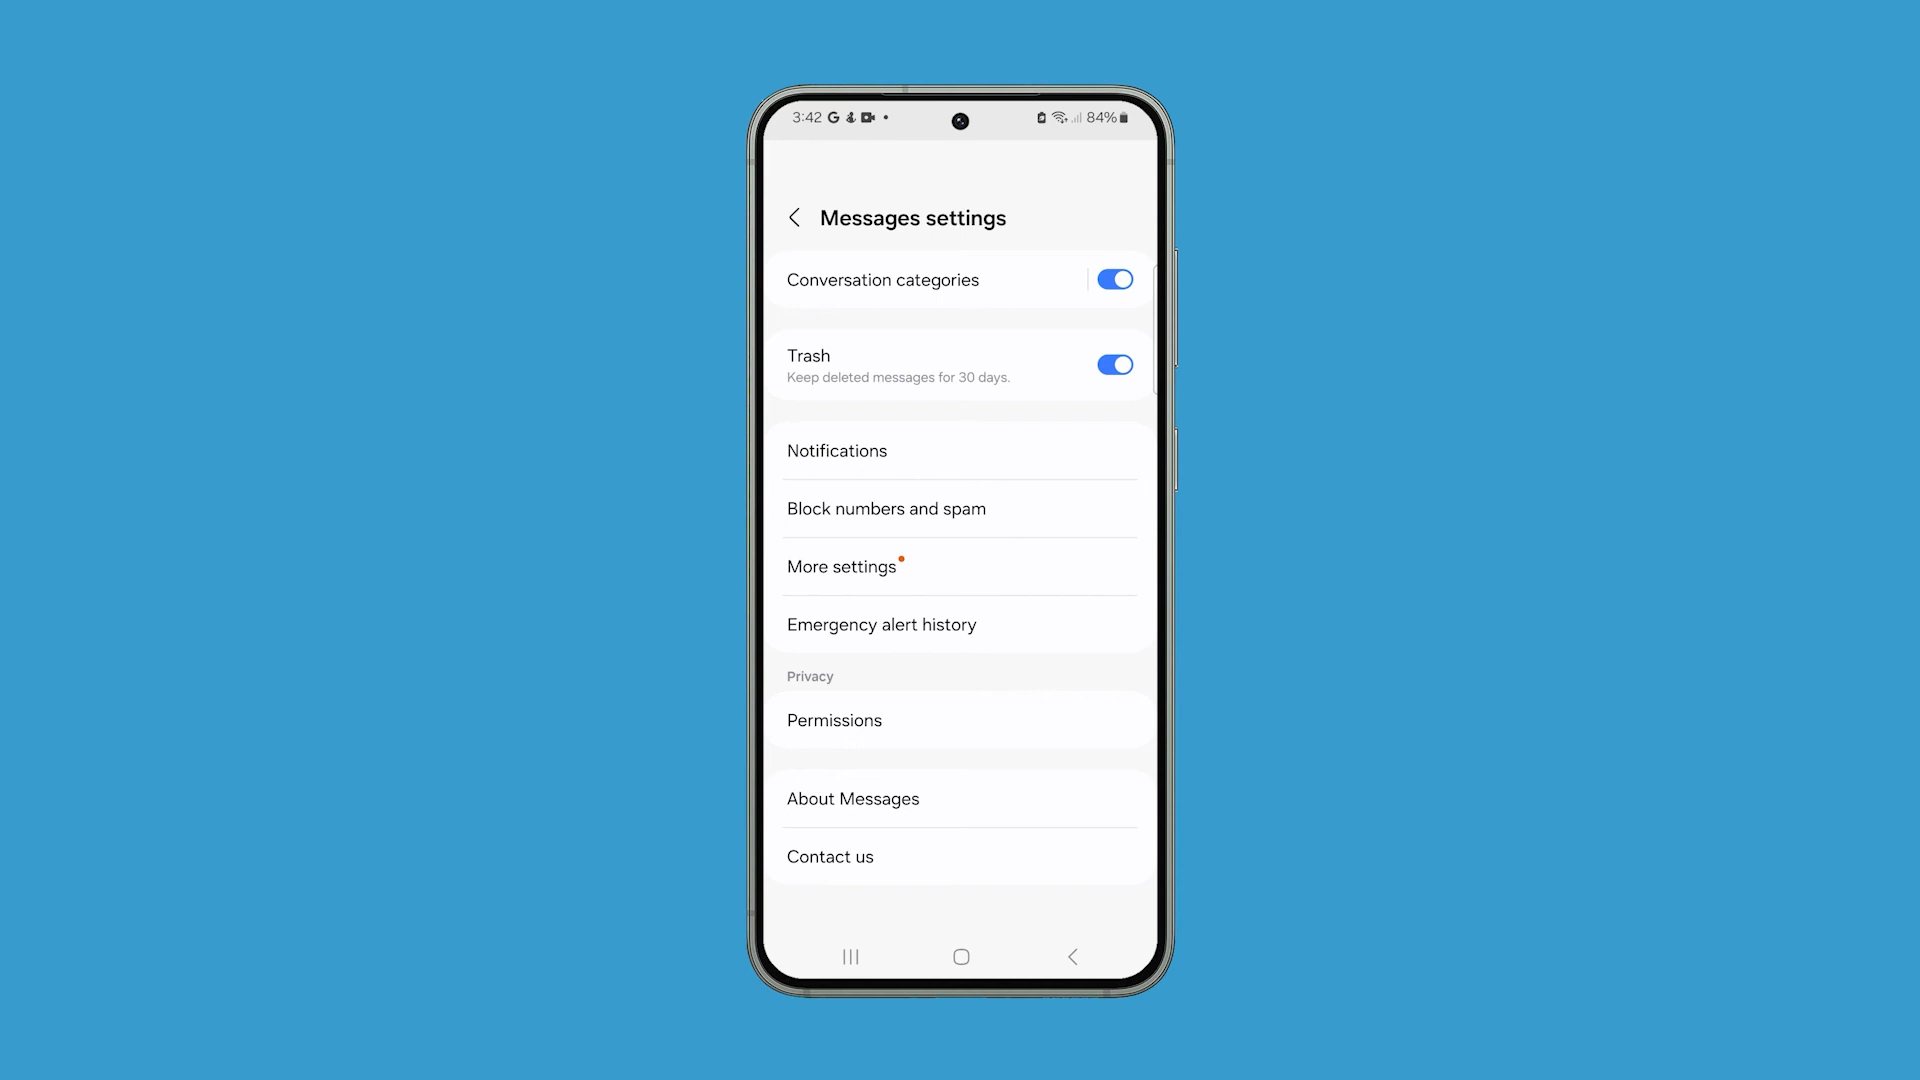 3:42 84%
Messages settings
Conversation categories
Trash
Keep deleted messages for 30 days.
Notifications
Block numbers and spam
More settings
Emergency alert history
Privacy
Permissions
About Messages
Contact us